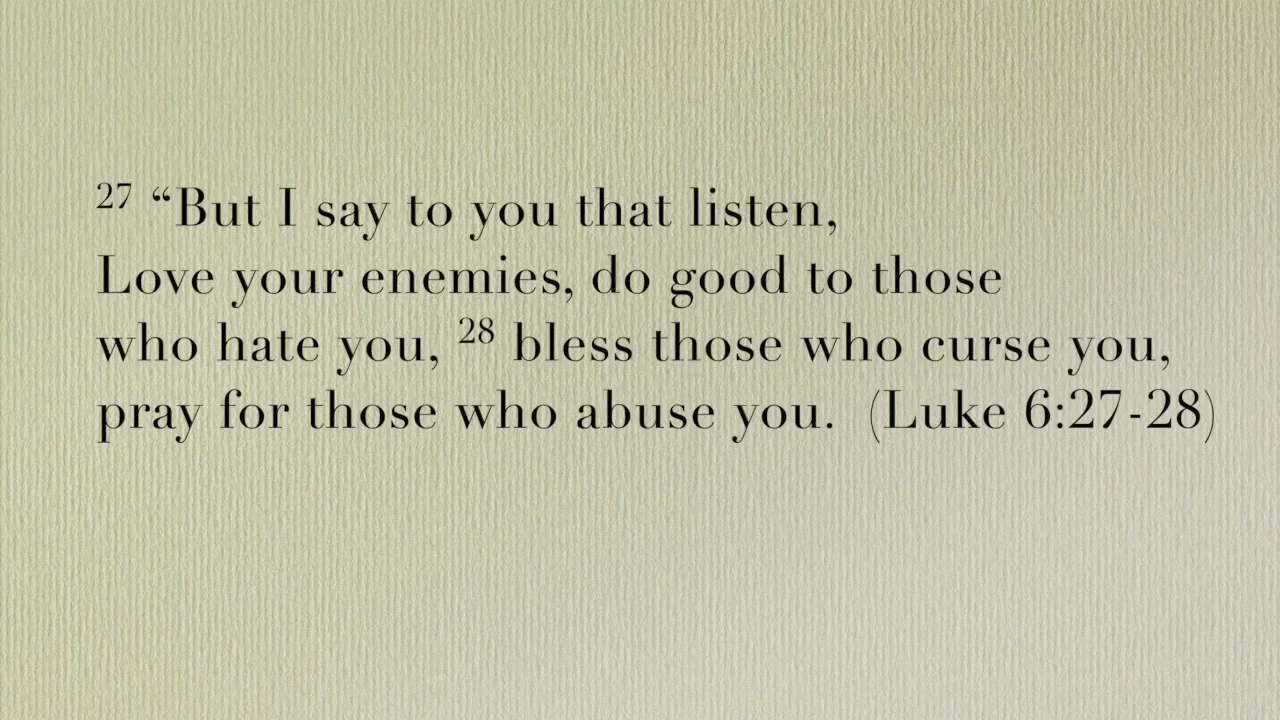 27 “But I say to you that listen,
Love your enemies, do good to those
who hate you, 28 bless those who curse you,
pray for those who abuse you.  (Luke 6:27-28)